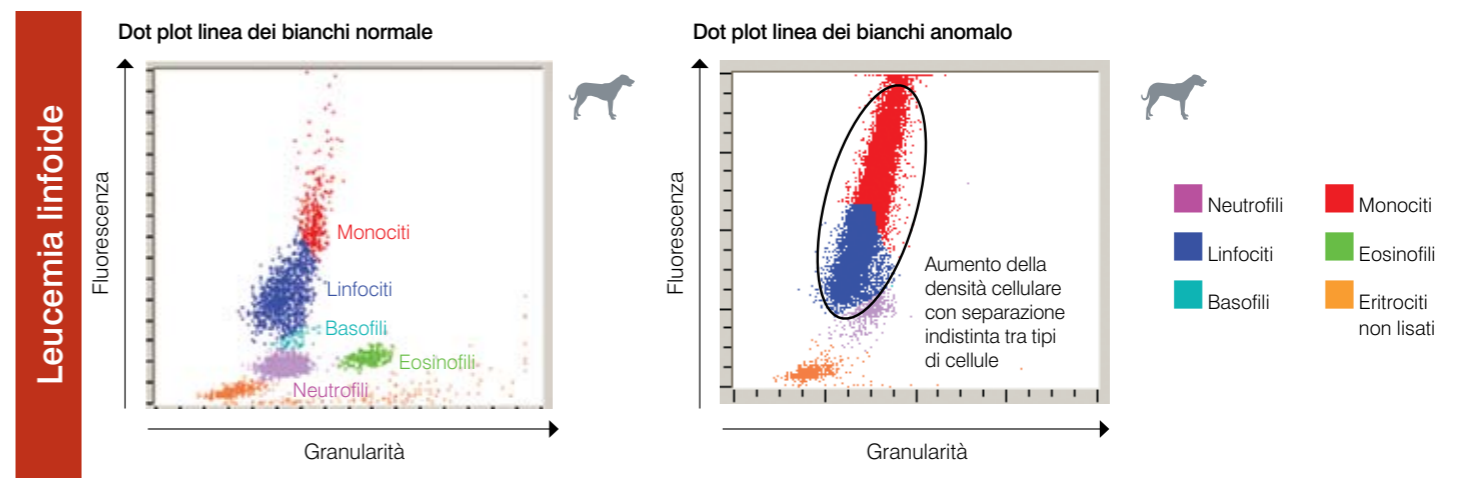 Leucemia linfoide
Dot plot linea dei bianchi normale
Fluorescenza
Monociti
Linfociti
Basofili
Eosinofili
Neutrofili
Granularità
Dot plot linea dei bianchi anomalo
Fluorescenza
Aumento della
densità cellulare
con separazione
indistinta tra tipi
di cellule
Granularità
Neutrofili
Linfociti
Basofili
Monociti
Eosinofili
Eritrociti
non lisati